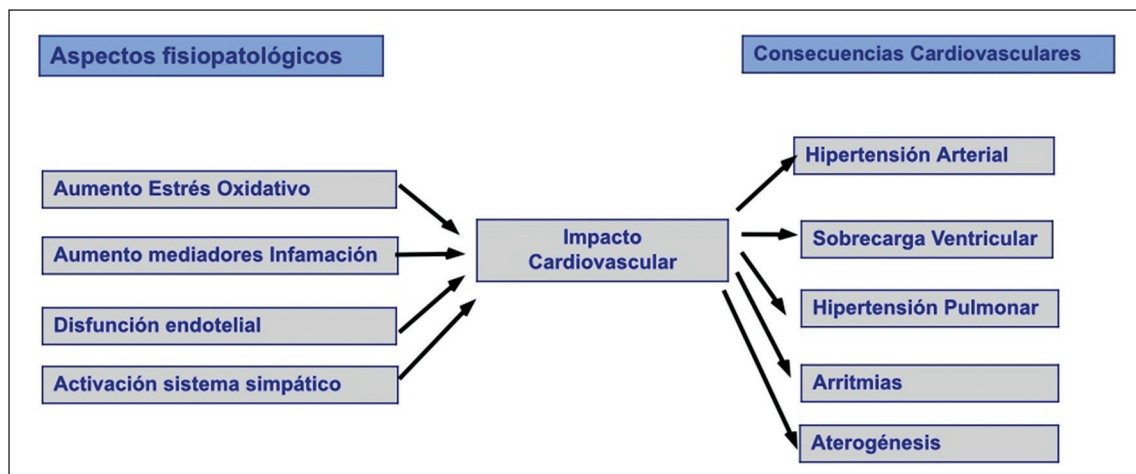 Aspectos fisiopatológicos
Consecuencias Cardiovasculares
Aumento Estrés Oxidativo
Aumento mediadores Infamación
Disfunción endotelial
Activación sistema simpático
Impacto
Cardiovascular
Hipertensión Arterial
Sobrecarga Ventricular
Hipertensión Pulmonar
Arritmias
Aterogénesis